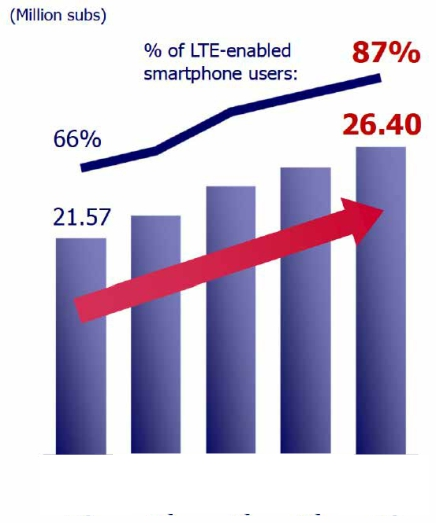 (Million subs)
% of LTE-enabled
smartphone users:
87%
66%
26.40
21.57